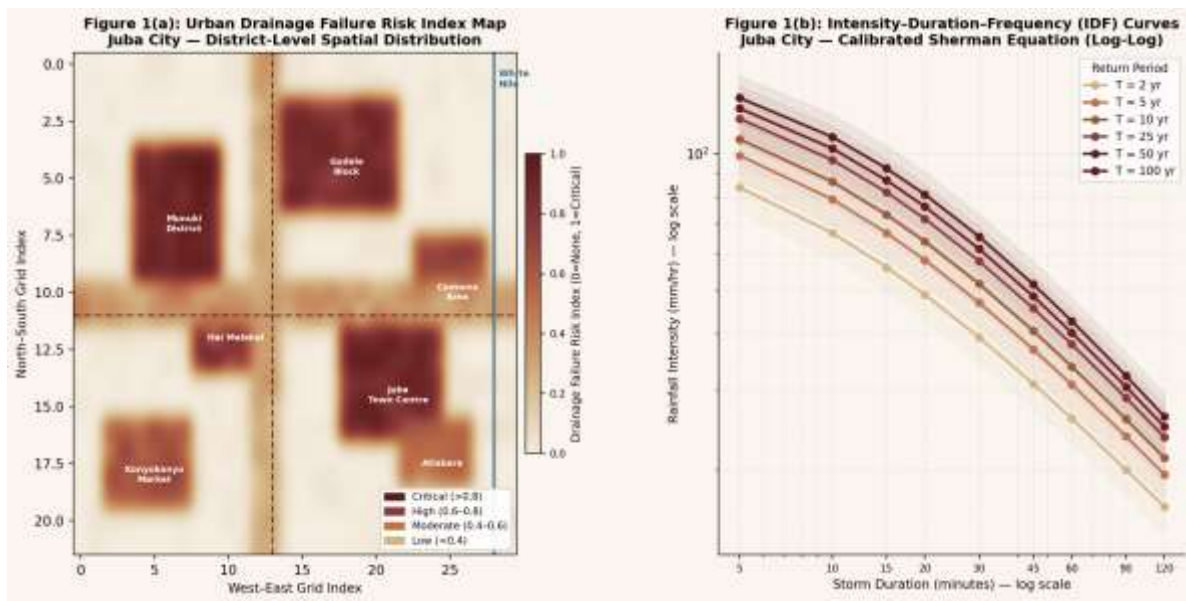 Figure 1(a): Urban Drainage Failure Risk Index Map
Juba City — District-Level Spatial Distribution
0.0
2.5
5.0
7.5
10.0
12.5
15.0
17.5
20.0
North–South Grid Index
0
5
10
15
20
25
West–East Grid Index
White
Nile
Gudele
Block
Munuki
District
Area
Hai Malakal
Juba
Town Centre
Konyokonyo
Market
Atlabara
Critical (>0.8)
High (0.6–0.8)
Moderate (0.4–0.6)
Low (<0.4)
1.0
0.8
0.6
0.4
0.2
0.0
Drainage Failure Risk Index (0=None, 1=Critical)
Figure 1(b): Intensity–Duration–Frequency (IDF) Curves
Juba City — Calibrated Sherman Equation (Log-Log)
Return Period
T = 2 yr
T = 5 yr
T = 10 yr
T = 25 yr
T = 50 yr
T = 100 yr
10²
Rainfall Intensity (mm/hr) — log scale
5
10
15
20
30
45
60
90
120
Storm Duration (minutes) — log scale